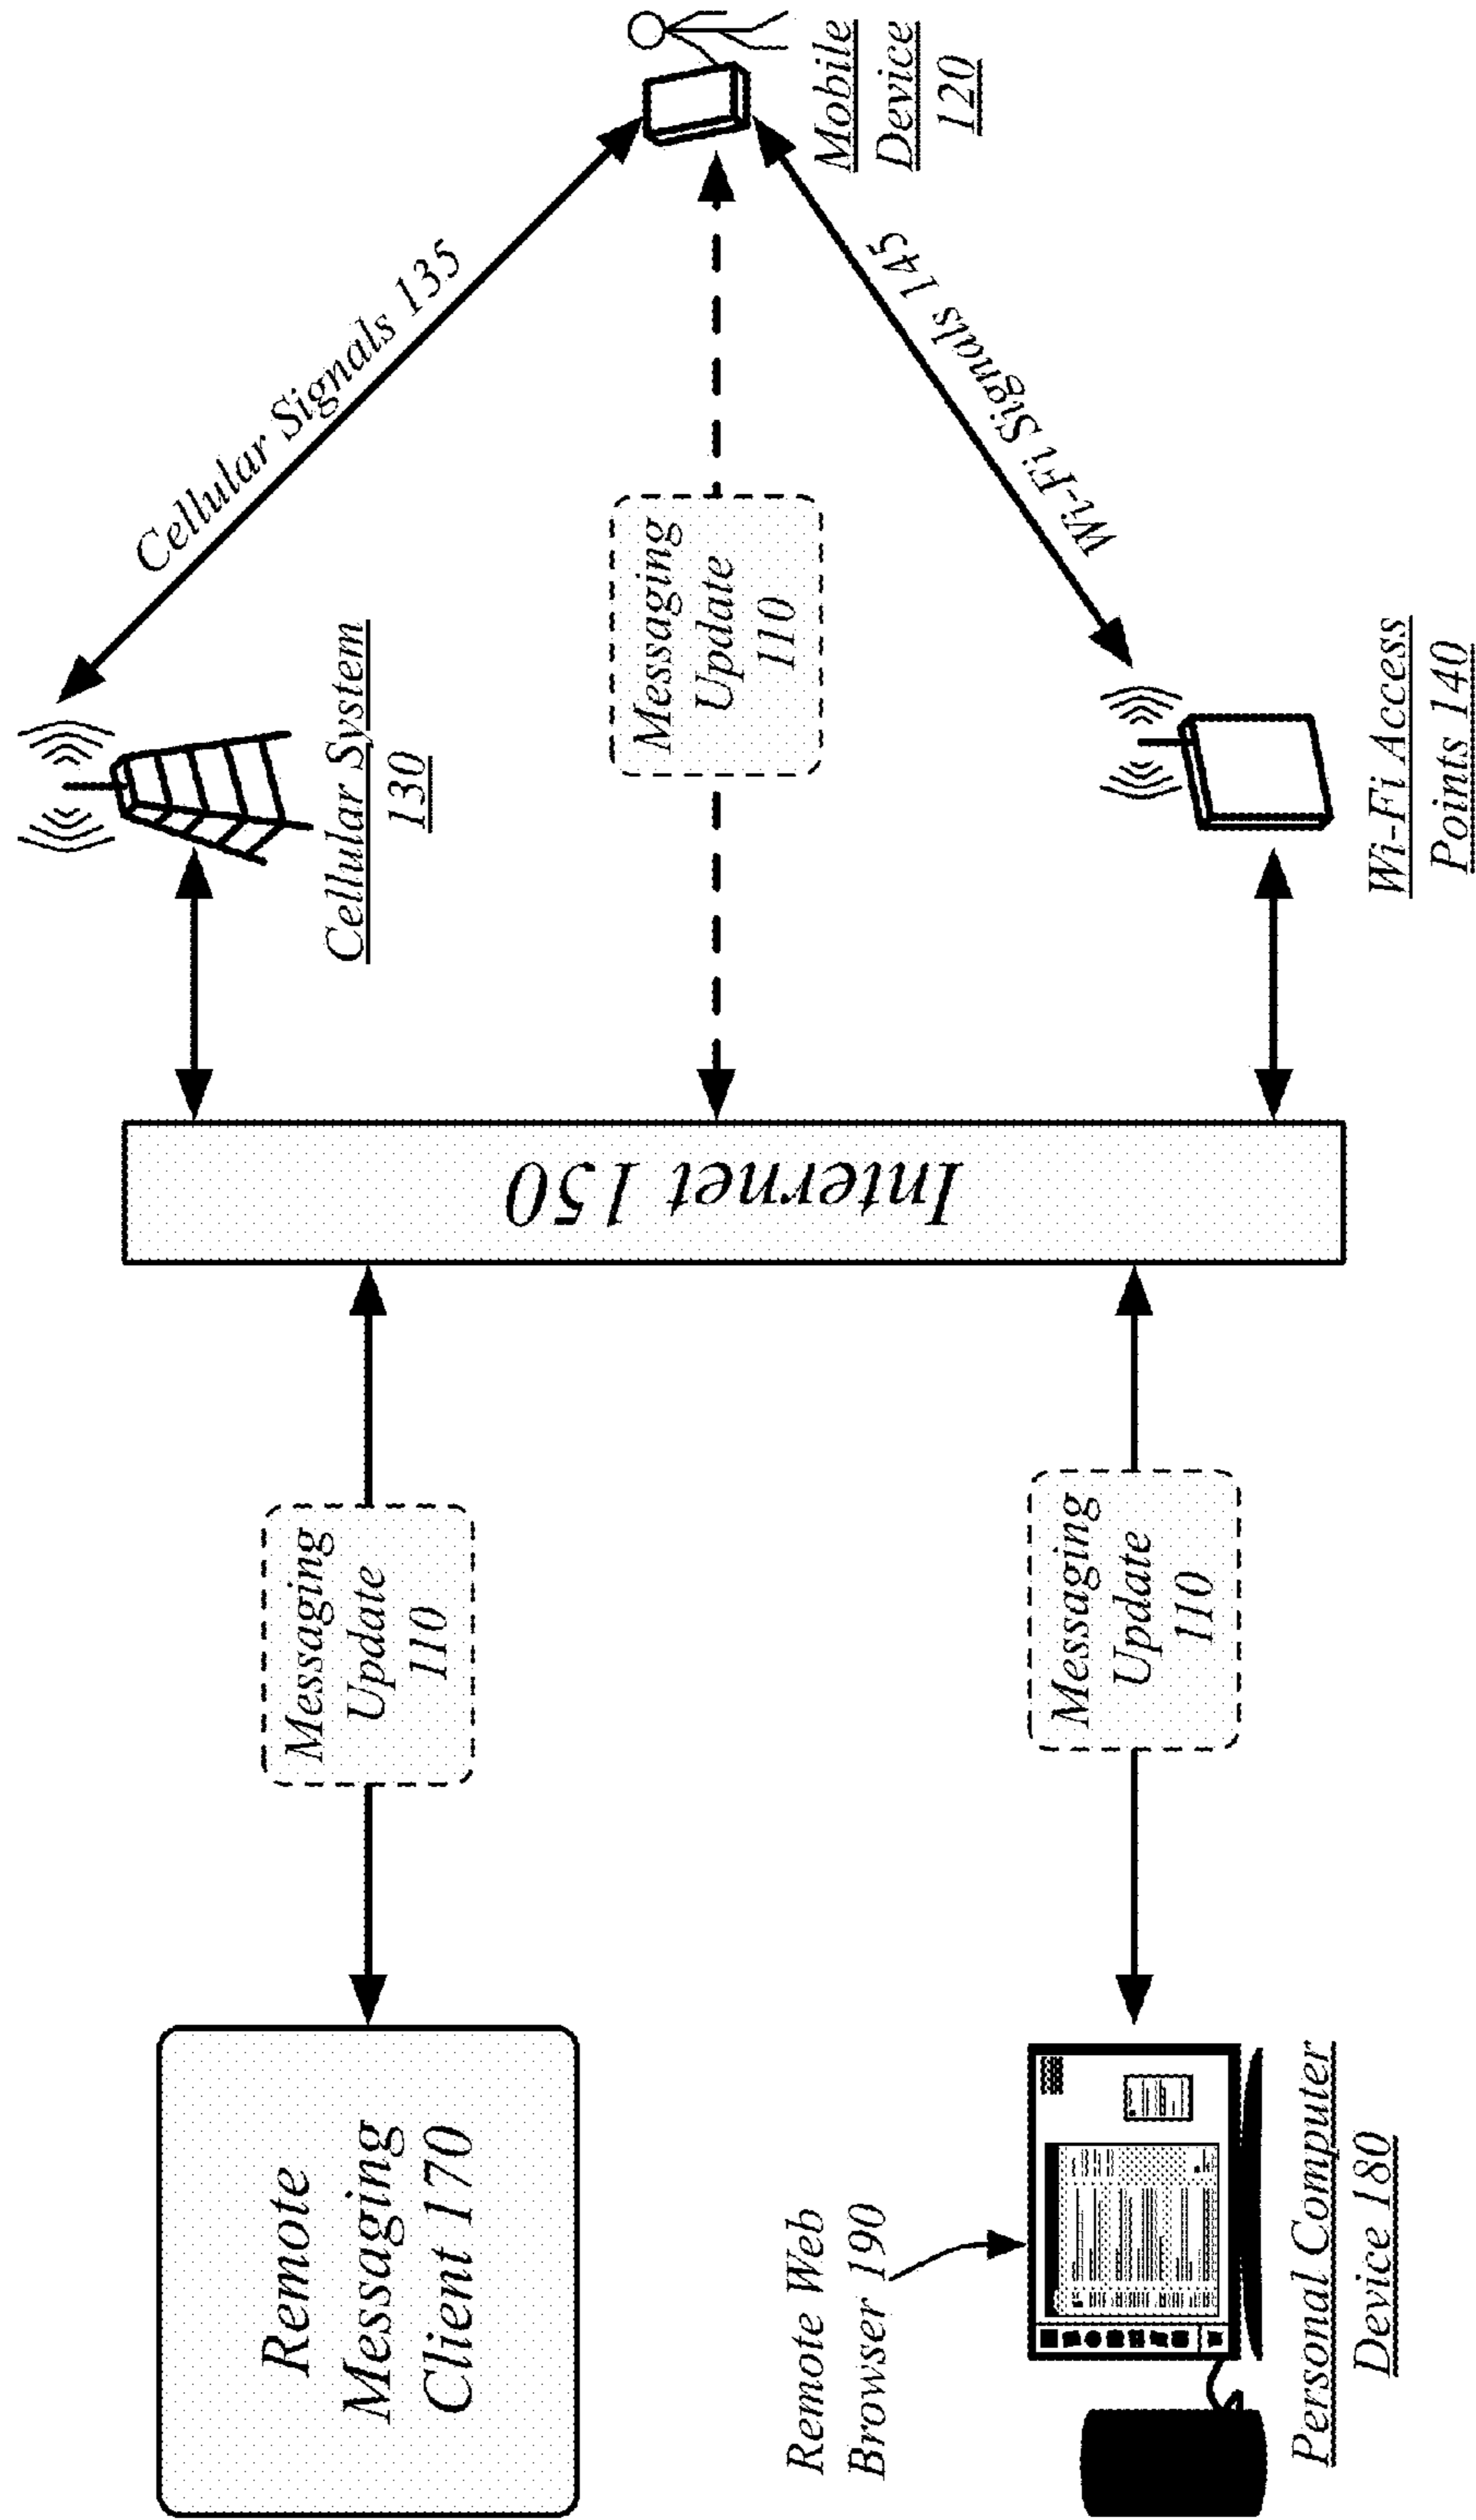 Remote
Messaging
Client 170
Messaging
Update
110
Cellular System
130
Cellular Signals 135
Internet 150
Messaging
Update
110
Mobile
Device
120
Remote Web
Browser 190
Messaging
Update
110
Wi-Fi Signals 145
Personal Computer
Device 180
Wi-Fi Access
Points 140